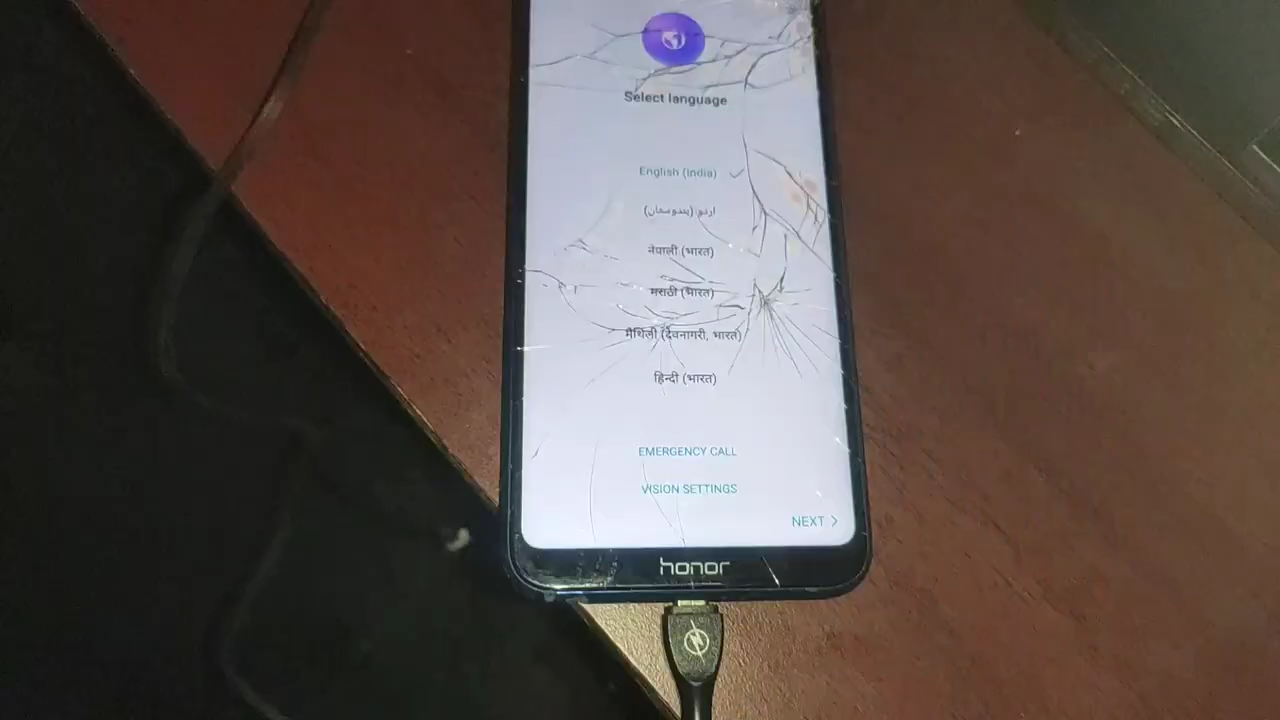 Select language
English (India)
اردو (ہندوستان)
नेपाली (भारत)
मराठी (भारत)
मैथिली (देवनागरी, भारत)
हिन्दी (भारत)
EMERGENCY CALL
VISION SETTINGS
NEXT
honor